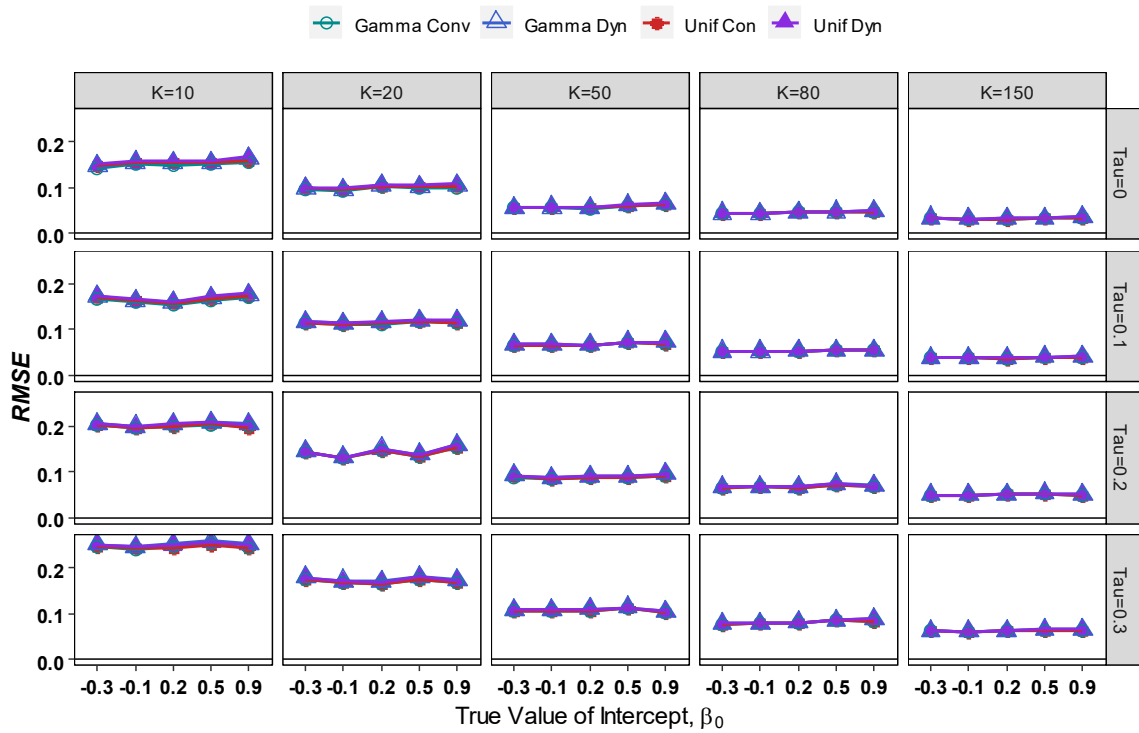 Gamma Conv Gamma Dyn Unif Con Unif Dyn
K=10 K=20 K=50 K=80 K=150
0.2
0.1
0.0
Tau=0
0.2
0.1
0.0
Tau=0.1
RMSE
0.2
0.1
0.0
Tau=0.2
0.2
0.1
0.0
Tau=0.3
-0.3 -0.1 0.2 0.5 0.9 -0.3 -0.1 0.2 0.5 0.9 -0.3 -0.1 0.2 0.5 0.9 -0.3 -0.1 0.2 0.5 0.9 -0.3 -0.1 0.2 0.5 0.9
True Value of Intercept, β₀